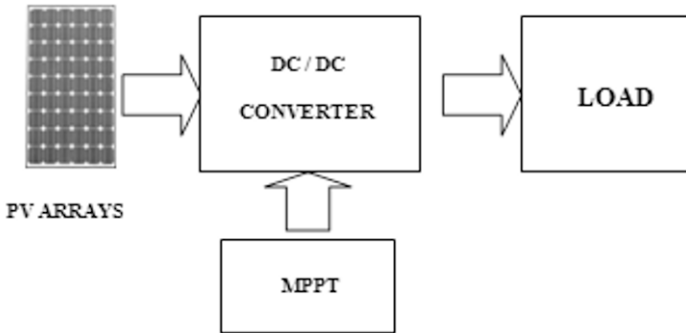 DC / DC
CONVERTER
LOAD
PV ARRAYS
MPPT